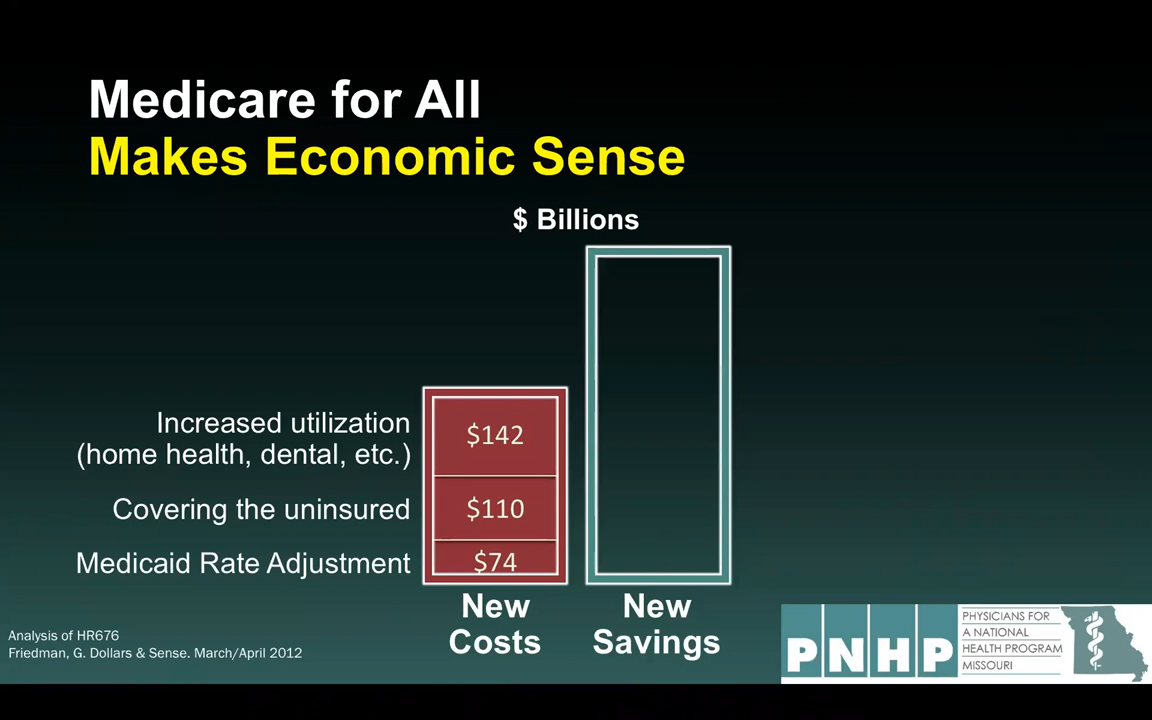 Medicare for All
Makes Economic Sense
$ Billions
Increased utilization
(home health, dental, etc.)
$142
Covering the uninsured
$110
Medicaid Rate Adjustment
$74
New
Costs
New
Savings
Analysis of HR676
Friedman, G. Dollars & Sense. March/April 2012
PNHP
PHYSICIANS FOR
A NATIONAL
HEALTH PROGRAM
MISSOURI